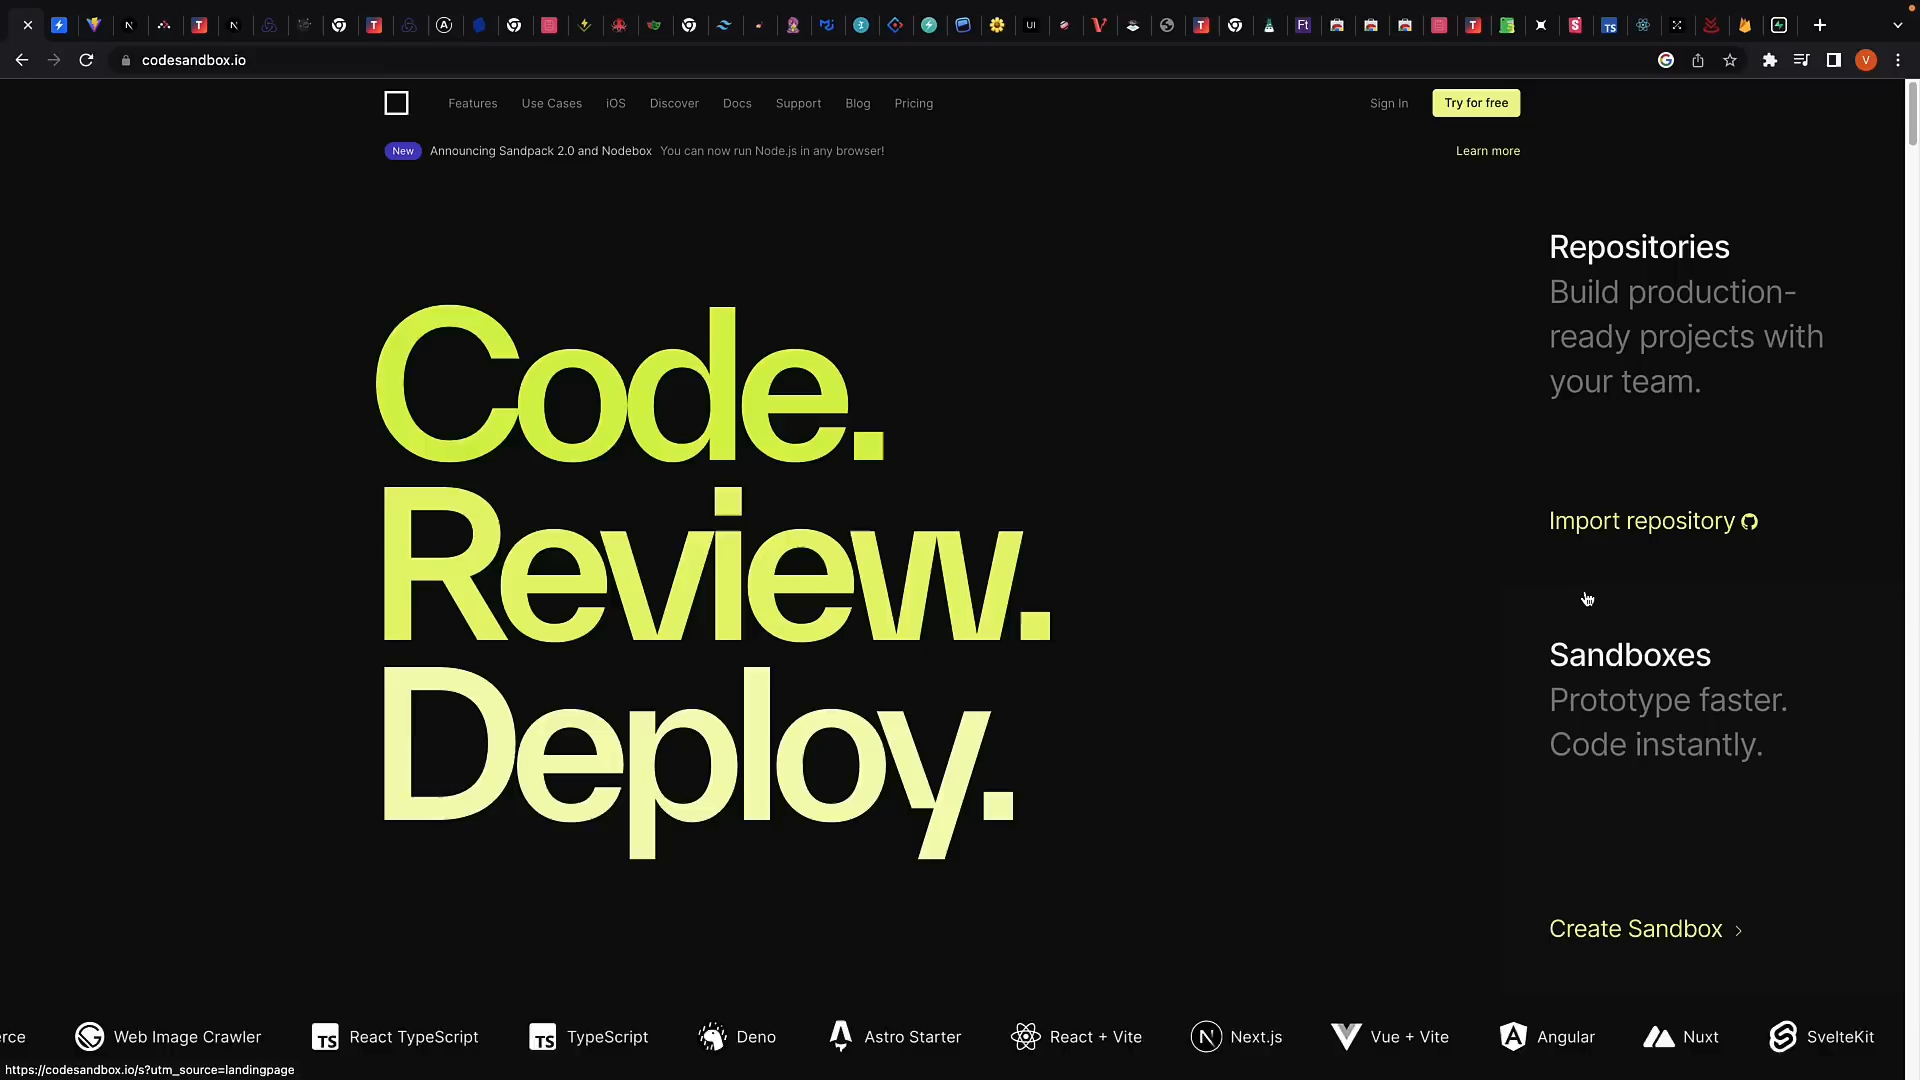 codesandbox.io
V
Features Use Cases iOS Discover Docs Support Blog Pricing Sign In Try for free
New Announcing Sandpack 2.0 and Nodebox You can now run Node.js in any browser! Learn more
Code.
Review.
Deploy.
Repositories
Build production-
ready projects with
your team.
Import repository
Sandboxes
Prototype faster.
Code instantly.
Create Sandbox
rce Web Image Crawler TS React TypeScript TS TypeScript Deno Astro Starter React + Vite N Next.js Vue + Vite Angular Nuxt SvelteKit
https://codesandbox.io/s?utm_source=landingpage